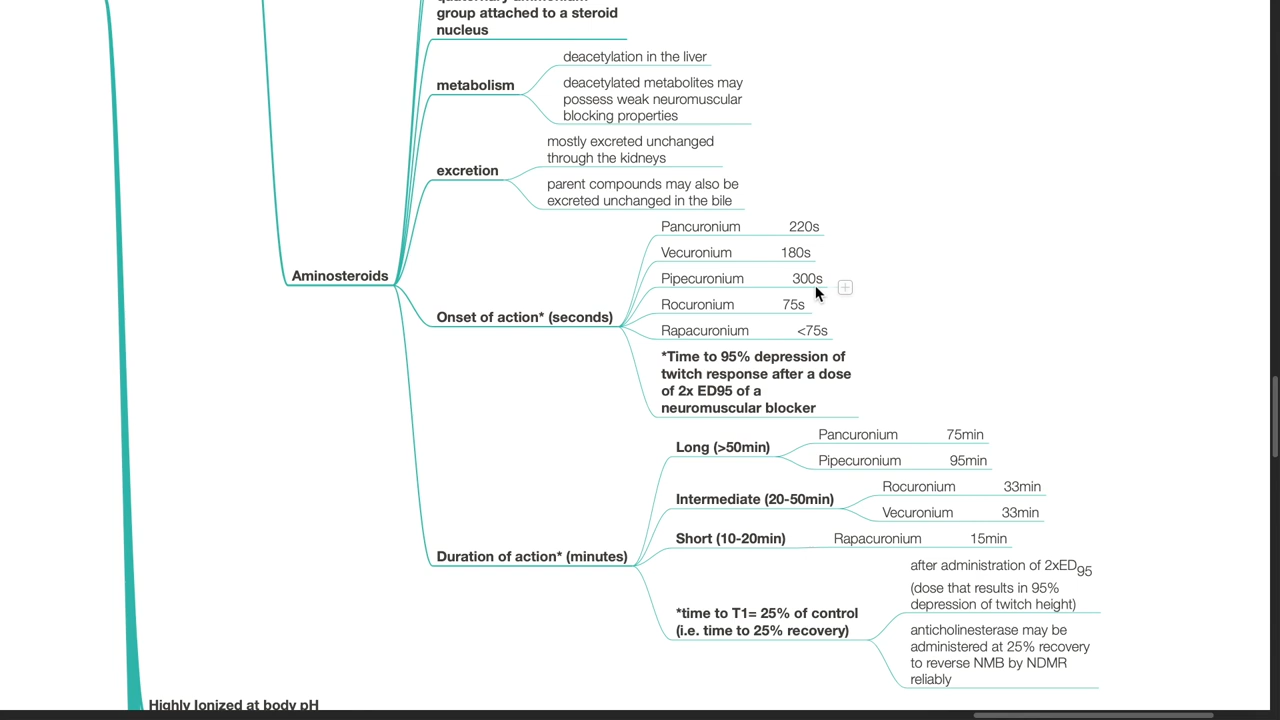 group attached to a steroid
nucleus
metabolism
deacetylation in the liver
deacetylated metabolites may
possess weak neuromuscular
blocking properties
excretion
mostly excreted unchanged
through the kidneys
parent compounds may also be
excreted unchanged in the bile
Aminosteroids
Onset of action* (seconds)
Pancuronium 220s
Vecuronium 180s
Pipecuronium 300s
Rocuronium 75s
Rapacuronium <75s
*Time to 95% depression of
twitch response after a dose
of 2x ED95 of a
neuromuscular blocker
Duration of action* (minutes)
Long (>50min)
Pancuronium 75min
Pipecuronium 95min
Intermediate (20-50min)
Rocuronium 33min
Vecuronium 33min
Short (10-20min)
Rapacuronium 15min
*time to T1= 25% of control
(i.e. time to 25% recovery)
after administration of 2xED95
(dose that results in 95%
depression of twitch height)
anticholinesterase may be
administered at 25% recovery
to reverse NMB by NDMR
reliably
Highly Ionized at body pH